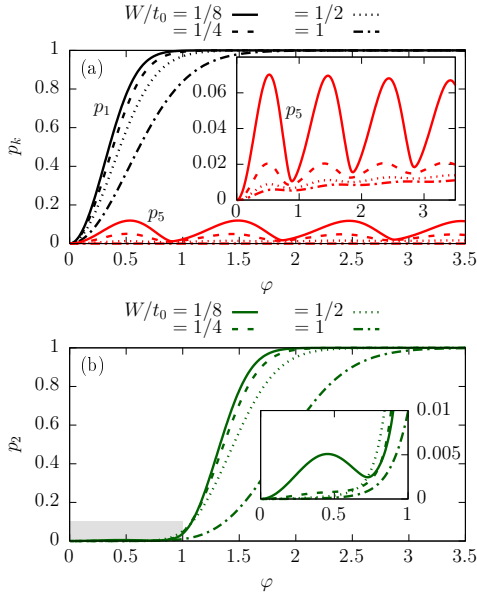 W/t₀ = 1/8 = 1/2
= 1/4 = 1
(a)
p₁
p₅
pₖ
1
0.8
0.6
0.4
0.2
0
0 0.5 1 1.5 2 2.5 3 3.5
φ
p₅
0.06
0.04
0.02
0
0 1 2 3
W/t₀ = 1/8 = 1/2
= 1/4 = 1
(b)
p₂
1
0.8
0.6
0.4
0.2
0
0 0.5 1 1.5 2 2.5 3 3.5
φ
0.01
0.005
0
0 0.5 1